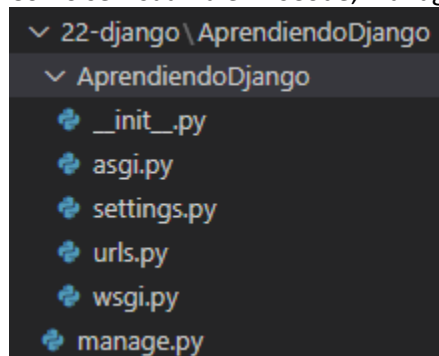 22-django\AprendiendoDjango
AprendiendoDjango
__init__.py
asgi.py
settings.py
urls.py
wsgi.py
manage.py